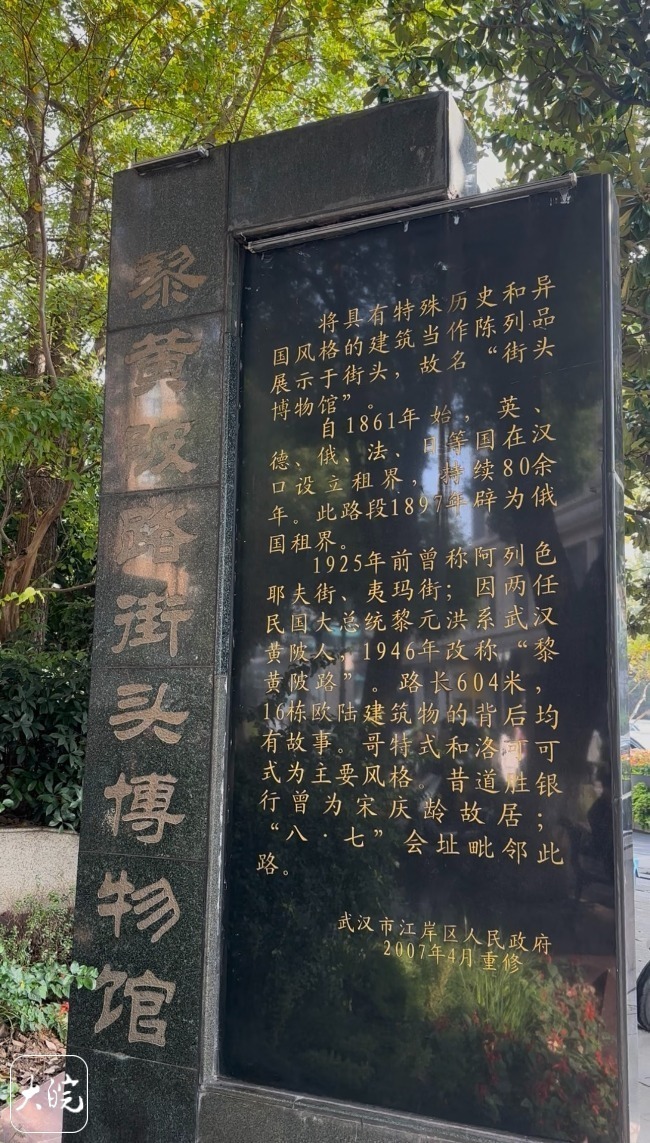 黎黄陂路街头博物馆
将具有特殊历史和异
国风格的建筑当作陈列品
展示于街头，故名“街头
博物馆”。
自1861年始，英、
德、俄、法、日等国在汉
口设立租界，持续80余
年。此路段1897年辟为俄
国租界。
1925年前曾称阿列色
耶夫街、夷玛街；因两任
民国大总统黎元洪系武汉
黄陂人，1946年改称“黎
黄陂路”。路长604米，
16栋欧陆建筑物的背后均
有故事。哥特式和洛可可
式为主要风格。昔道胜银
行曾为宋庆龄故居；
“八·七”会址毗邻此
路。
武汉市江岸区人民政府
2007年4月重修
大皖